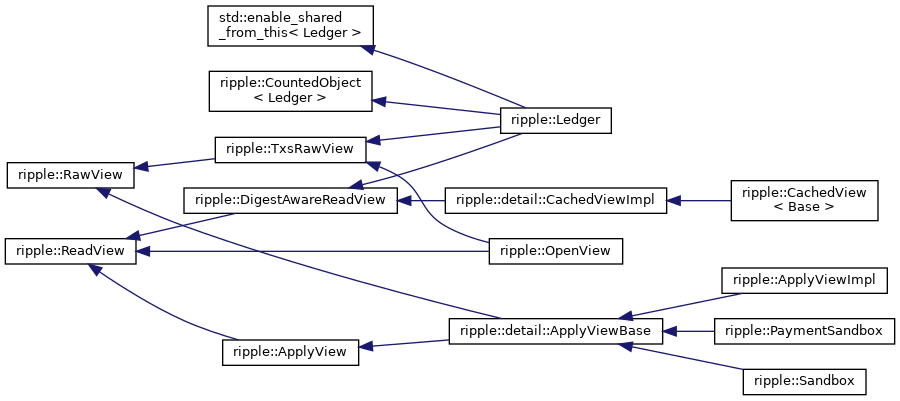 std::enable_shared
_from_this< Ledger >
ripple::CountedObject
< Ledger >
ripple::Ledger
ripple::TxsRawView
ripple::RawView
ripple::DigestAwareReadView
ripple::detail::CachedViewImpl
ripple::CachedView
< Base >
ripple::ReadView
ripple::OpenView
ripple::ApplyViewImpl
ripple::detail::ApplyViewBase
ripple::PaymentSandbox
ripple::ApplyView
ripple::Sandbox